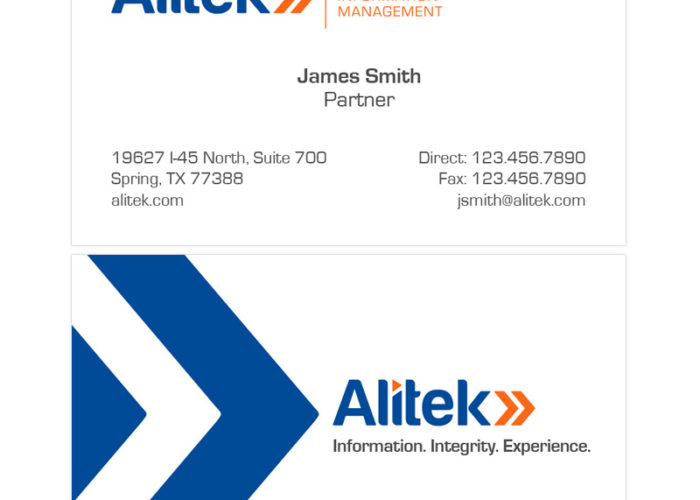 Alitek
MANAGEMENT
James Smith
Partner
19627 I-45 North, Suite 700
Spring, TX 77388
alitek.com
Direct: 123.456.7890
Fax: 123.456.7890
jsmith@alitek.com
Alitek
Information. Integrity. Experience.